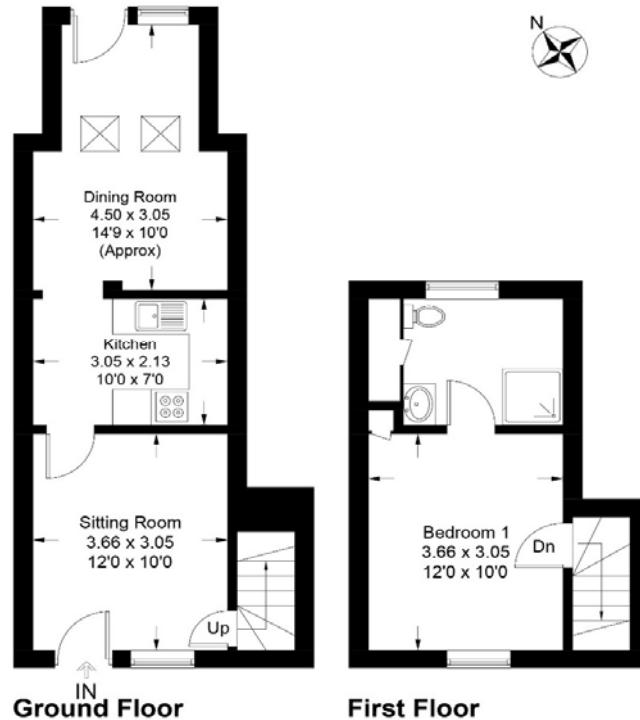 N
Dining Room
4.50 x 3.05
14'9 x 10'0
(Approx)
Kitchen
3.05 x 2.13
10'0 x 7'0
Sitting Room
3.66 x 3.05
12'0 x 10'0
Up
IN
Ground Floor
Bedroom 1
3.66 x 3.05
12'0 x 10'0
Dn
First Floor